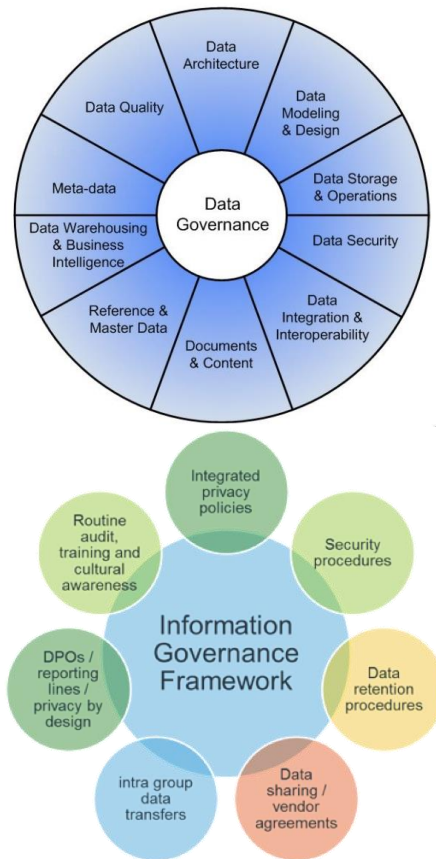 Data
Architecture
Data
Modeling
& Design
Data Storage
& Operations
Data Security
Data
Integration &
Interoperability
Documents
& Content
Reference &
Master Data
Data Warehousing
& Business
Intelligence
Meta-data
Data Quality
Data
Governance
Integrated
privacy
policies
Security
procedures
Data
retention
procedures
Data
sharing /
vendor
agreements
intra group
data
transfers
DPOs /
reporting
lines /
privacy by
design
Routine
audit,
training and
cultural
awareness
Information
Governance
Framework